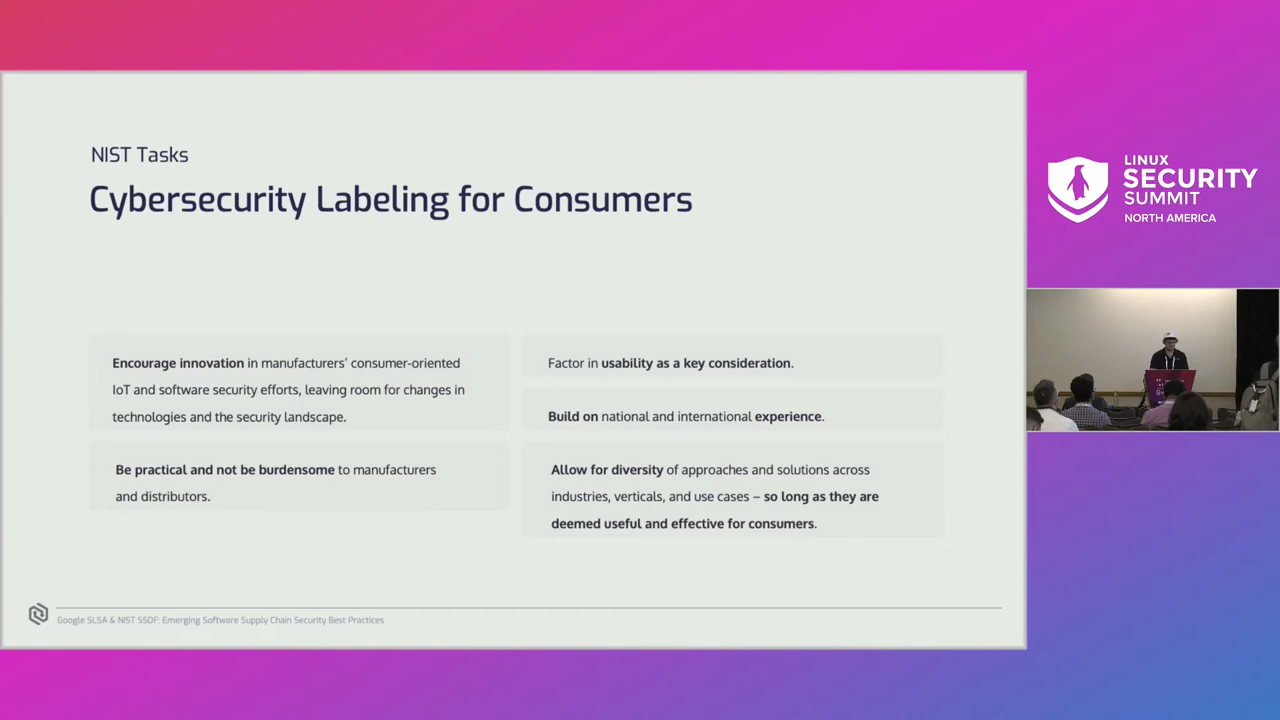 NIST Tasks
Cybersecurity Labeling for Consumers
Encourage innovation in manufacturers' consumer-oriented
IoT and software security efforts, leaving room for changes in
technologies and the security landscape.
Be practical and not be burdensome to manufacturers
and distributors.
Factor in usability as a key consideration.
Build on national and international experience.
Allow for diversity of approaches and solutions across
industries, verticals, and use cases – so long as they are
deemed useful and effective for consumers.
Google SLSA & NIST SSDF: Emerging Software Supply Chain Security Best Practices
LINUX
SECURITY
SUMMIT
NORTH AMERICA